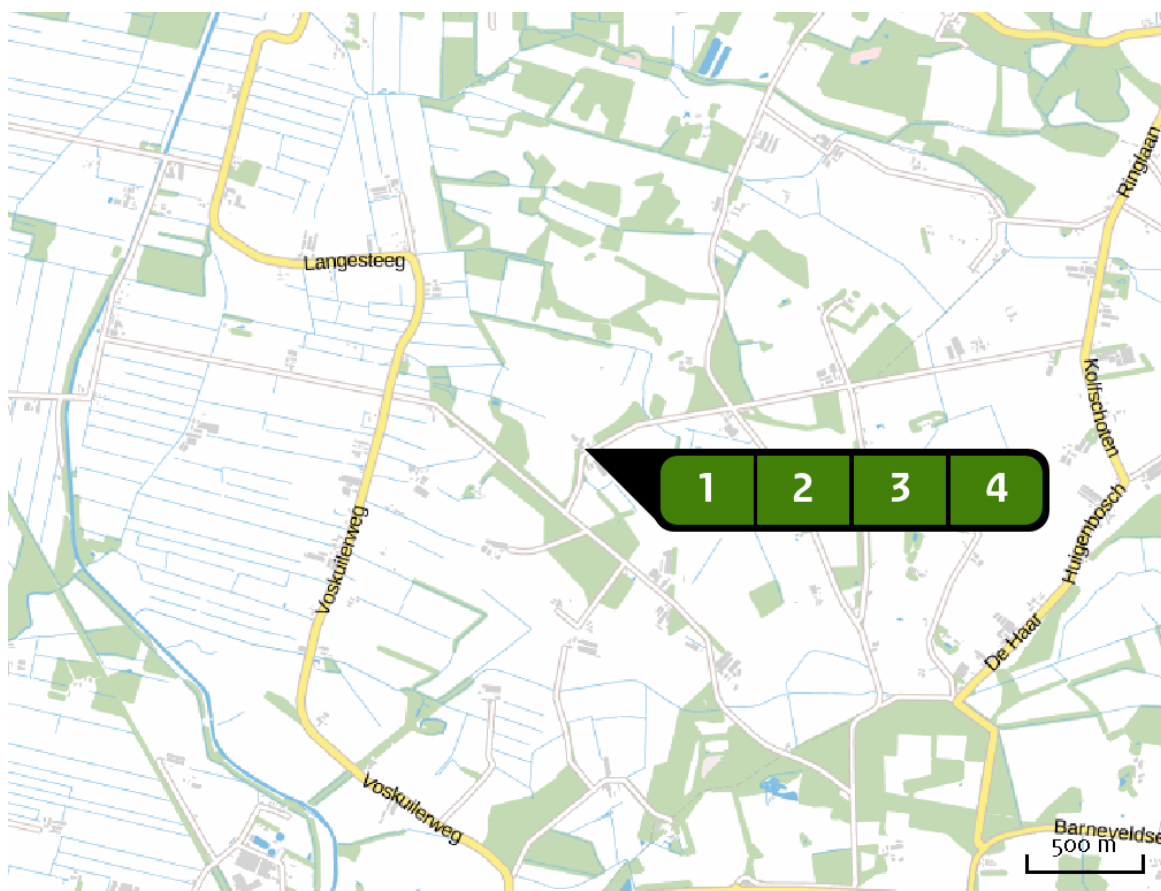 Ringlaan
Langesteeg
Kolfschoten
1 2 3 4
Huigenbosch
Voskuilerweg
De Haar
Voskuilerweg
Barneveldse
500 m